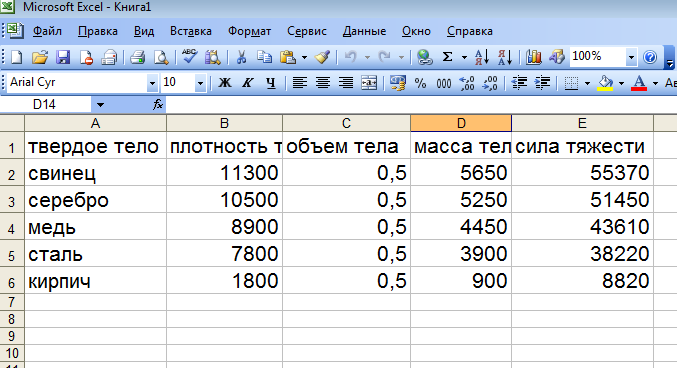 Microsoft Excel - Книга1
Файл Правка Вид Вставка Формат Сервис Данные Окно Справка
Σ 100%
Arial Cyr 10 Ж К Ч % 000 А
D14 fx
A B C D E
1 твердое тело плотность т объем тела масса тел сила тяжести
2 свинец 11300 0,5 5650 55370
3 серебро 10500 0,5 5250 51450
4 медь 8900 0,5 4450 43610
5 сталь 7800 0,5 3900 38220
6 кирпич 1800 0,5 900 8820
7
8
9
10